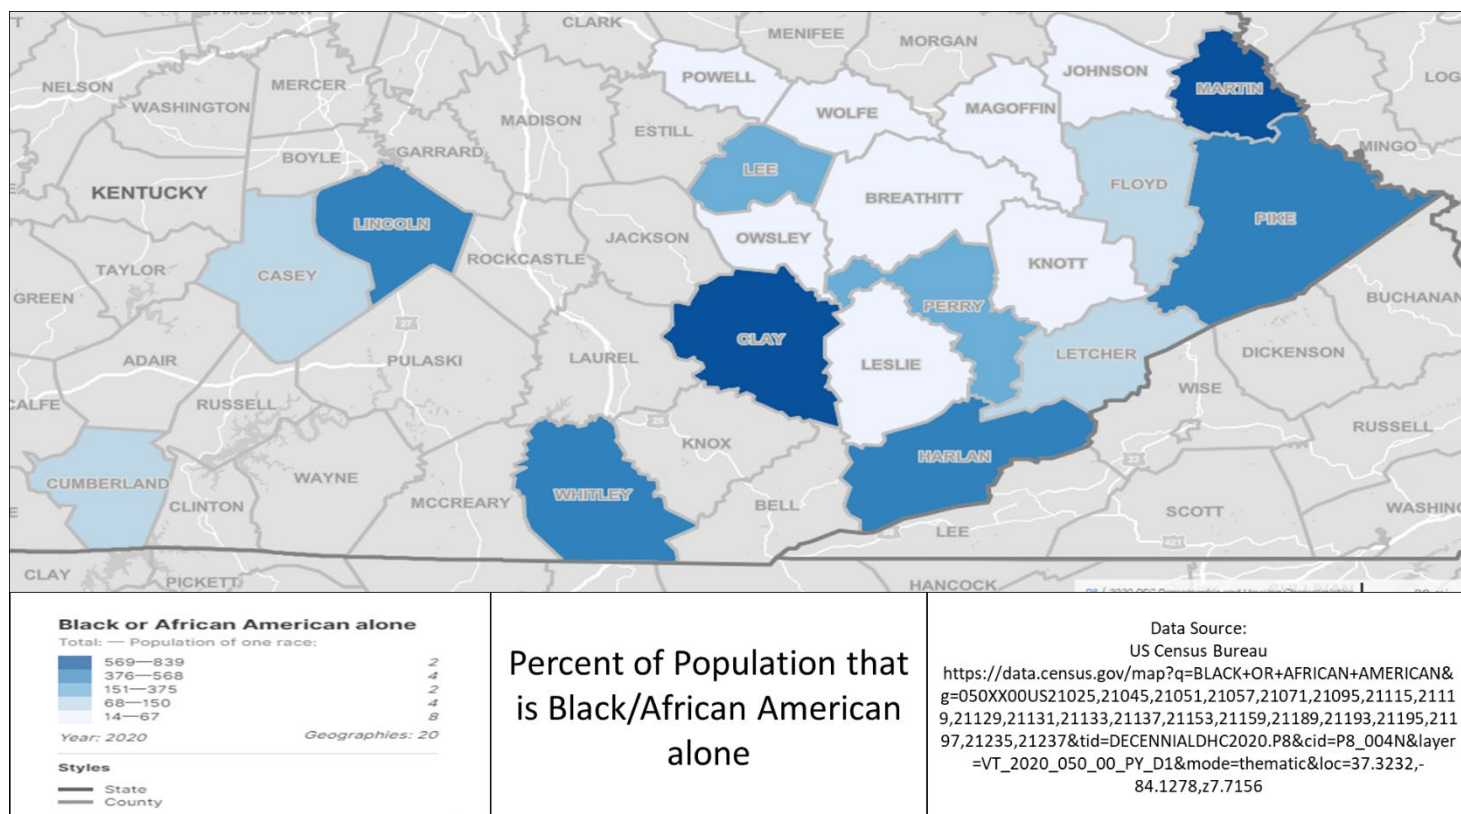 CLARK
MENIFEE
MORGAN
NELSON
MERCER
POWELL
JOHNSON
MARTIN
WASHINGTON
MADISON
WOLFE
MAGOFFIN
ESTILL
BOYLE
GARRARD
MINGO
LEE
KENTUCKY
FLOYD
BREATHITT
LINCOLN
PIKE
JACKSON
OWSLEY
ROCKCASTLE
KNOTT
TAYLOR
CASEY
GREEN
BUCHANAN
PERRY
27
CLAY
ADAIR
PULASKI
LAUREL
LESLIE
LETCHER
DICKENSON
WISE
RUSSELL
25
KNOX
RUSSELL
HARLAN
23
WAYNE
CUMBERLAND
WHITLEY
MCCREARY
CLINTON
BELL
SCOTT
LEE
421
CLAY
PICKETT
HANCOCK
Black or African American alone
Total: — Population of one race:
569—839 2
376—568 4
151—375 2
68—150 4
14—67 8
Year: 2020 Geographies: 20
Styles
State
County
Percent of Population that
is Black/African American
alone
Data Source:
US Census Bureau
https://data.census.gov/map?q=BLACK+OR+AFRICAN+AMERICAN&
g=050XX00US21025,21045,21051,21057,21071,21095,21115,2111
9,21129,21131,21133,21137,21153,21159,21189,21193,21195,211
97,21235,21237&tid=DECENNIALDHC2020.P8&cid=P8_004N&layer
=VT_2020_050_00_PY_D1&mode=thematic&loc=37.3232,-
84.1278,z7.7156